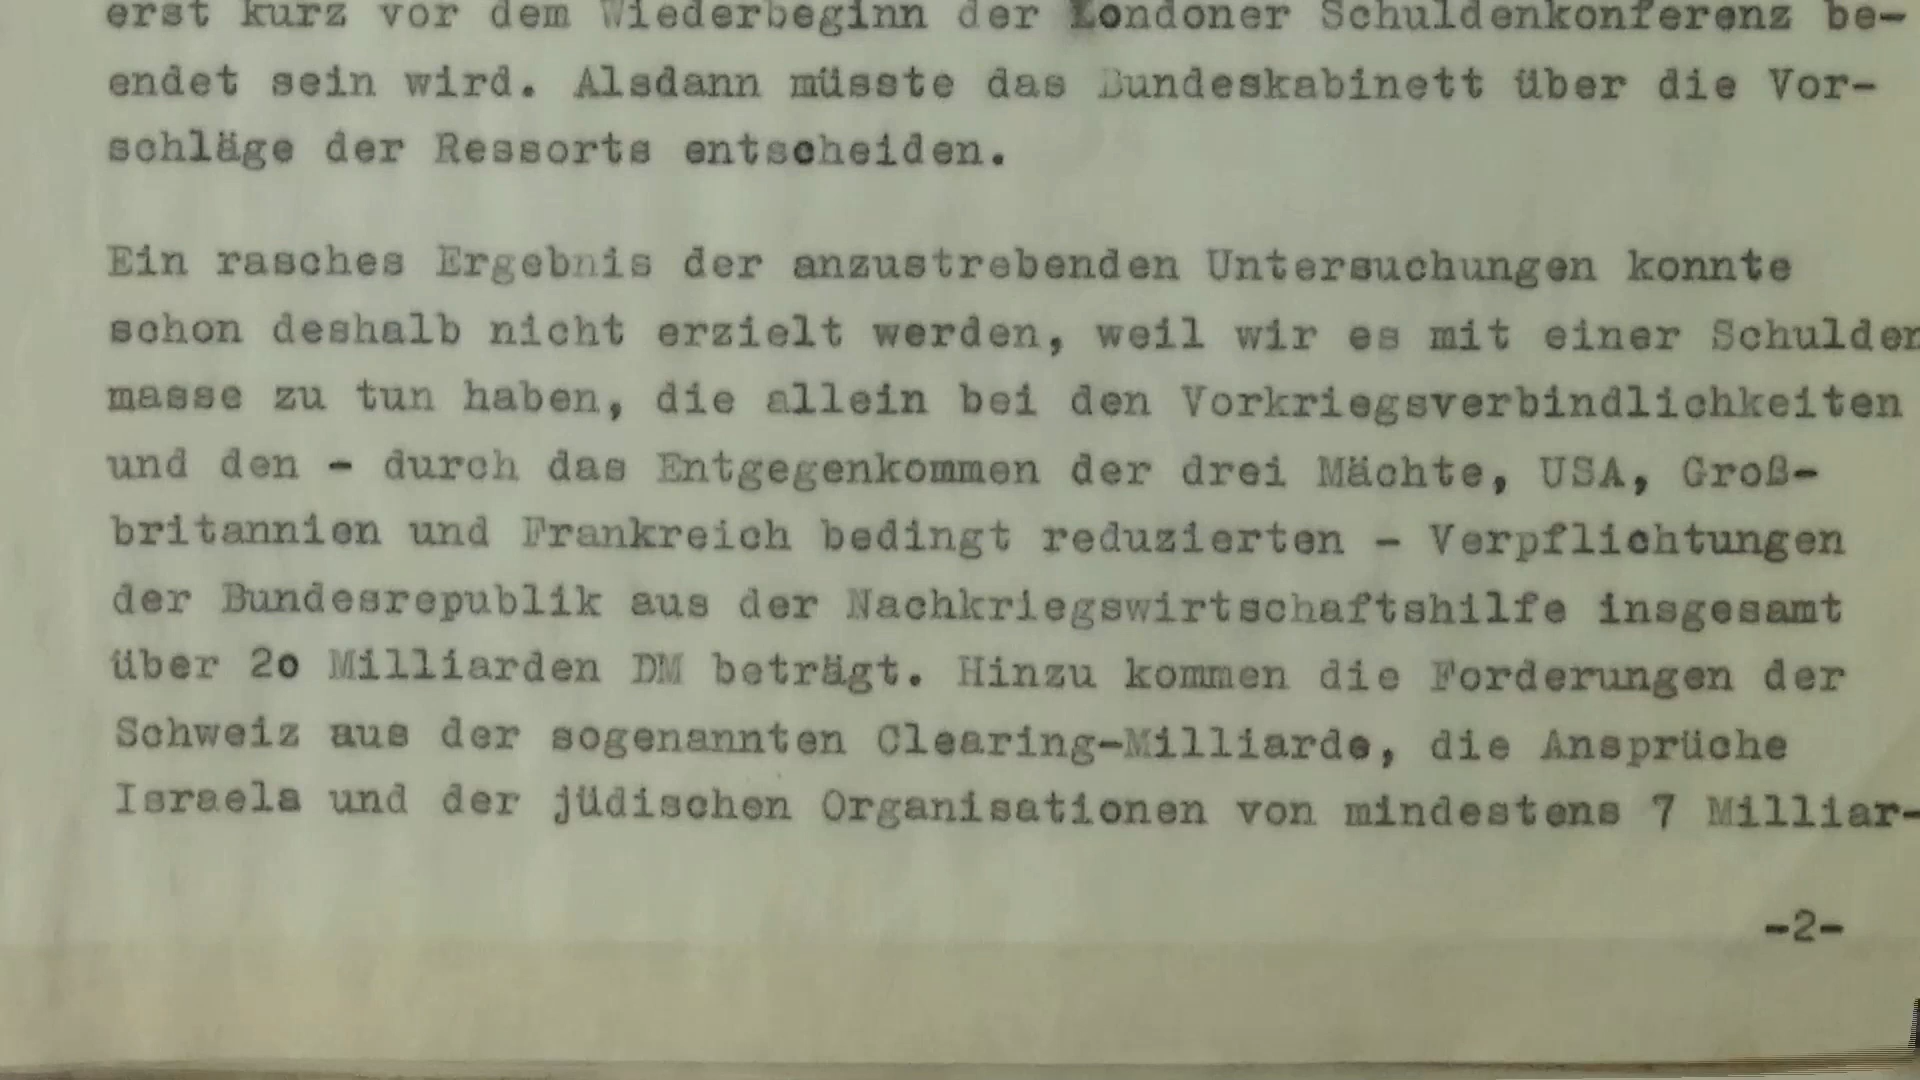 erst kurz vor dem Wiederbeginn der Londoner Schuldenkonferenz be-
endet sein wird. Alsdann müsste das Bundeskabinett über die Vor-
schläge der Ressorts entscheiden.
Ein rasches Ergebnis der anzustrebenden Untersuchungen konnte
schon deshalb nicht erzielt werden, weil wir es mit einer Schulden
masse zu tun haben, die allein bei den Vorkriegsverbindlichkeiten
und den - durch das Entgegenkommen der drei Mächte, USA, Groß-
britannien und Frankreich bedingt reduzierten - Verpflichtungen
der Bundesrepublik aus der Nachkriegswirtschaftshilfe insgesamt
über 2o Milliarden DM beträgt. Hinzu kommen die Forderungen der
Schweiz aus der sogenannten Clearing-Milliarde, die Ansprüche
Israels und der jüdischen Organisationen von mindestens 7 Milliar-
-2-